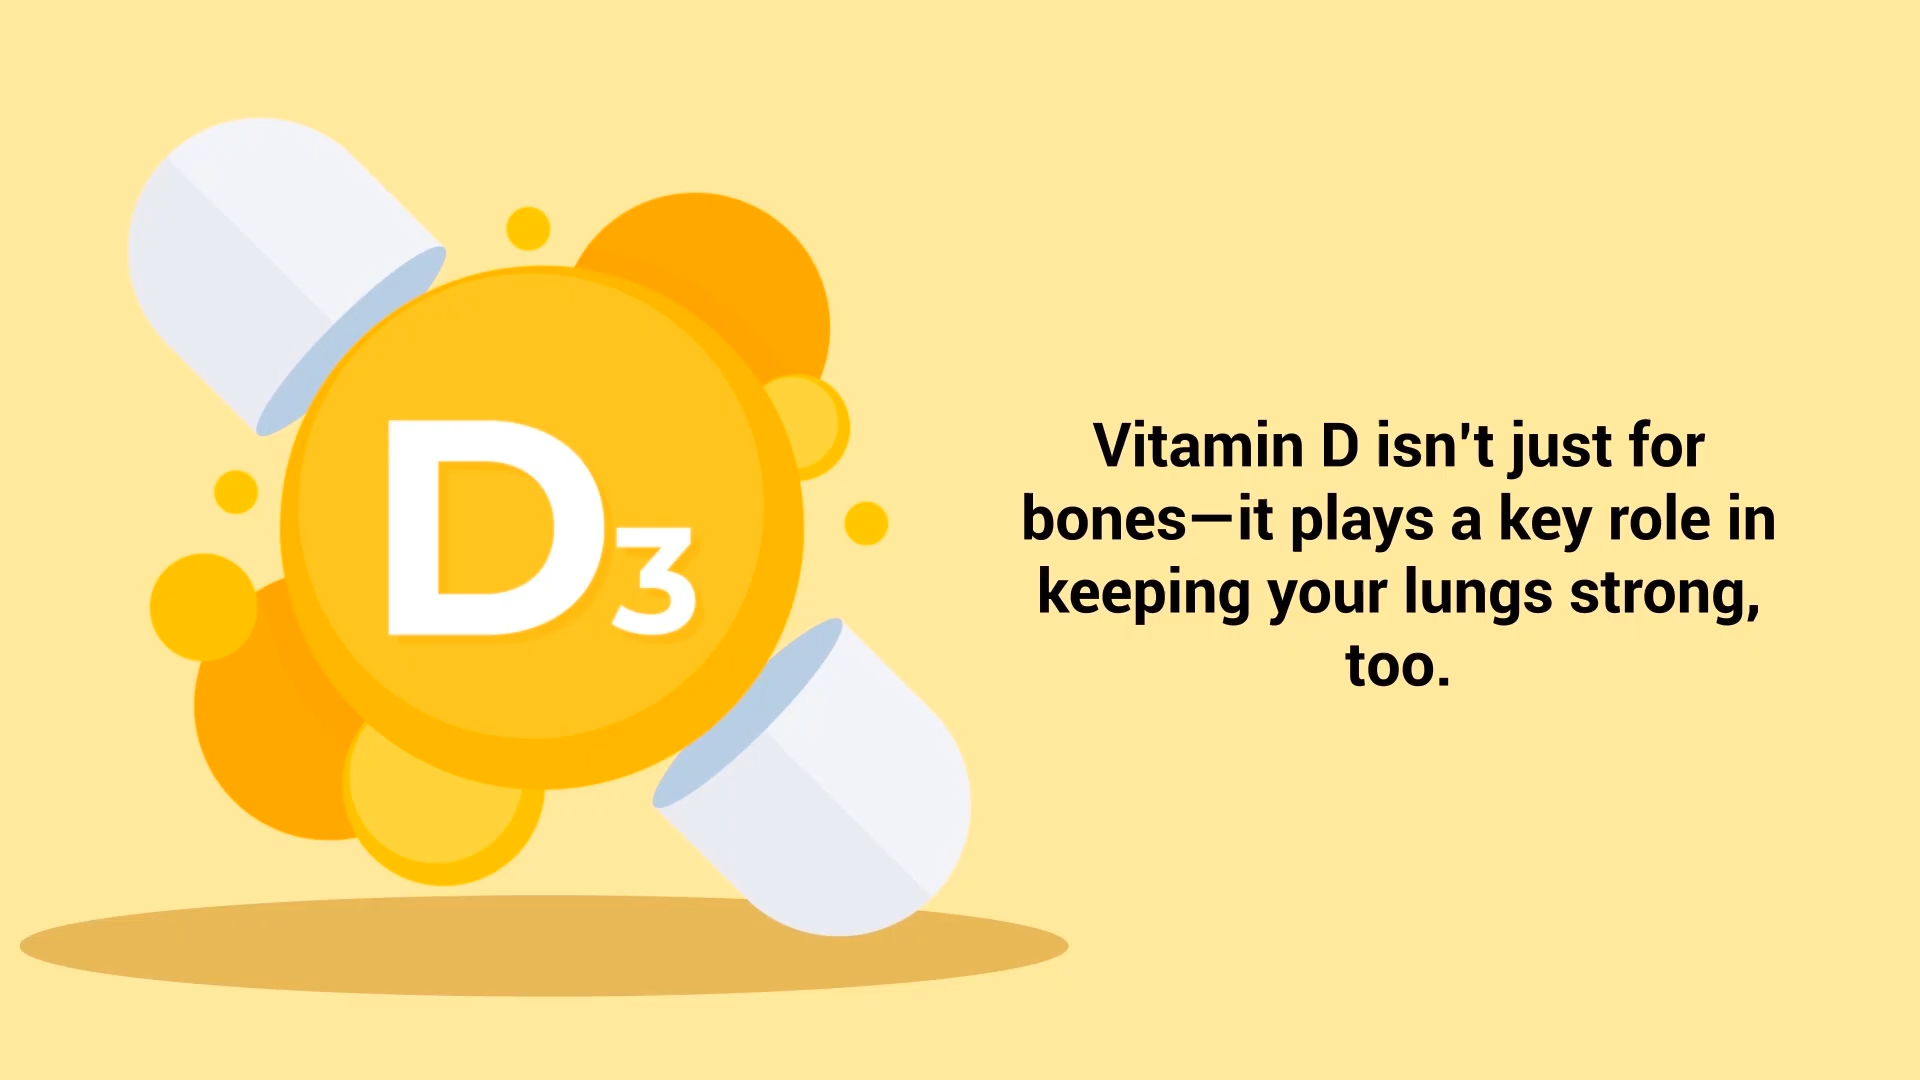 D3
Vitamin D isn't just for
bones—it plays a key role in
keeping your lungs strong,
too.